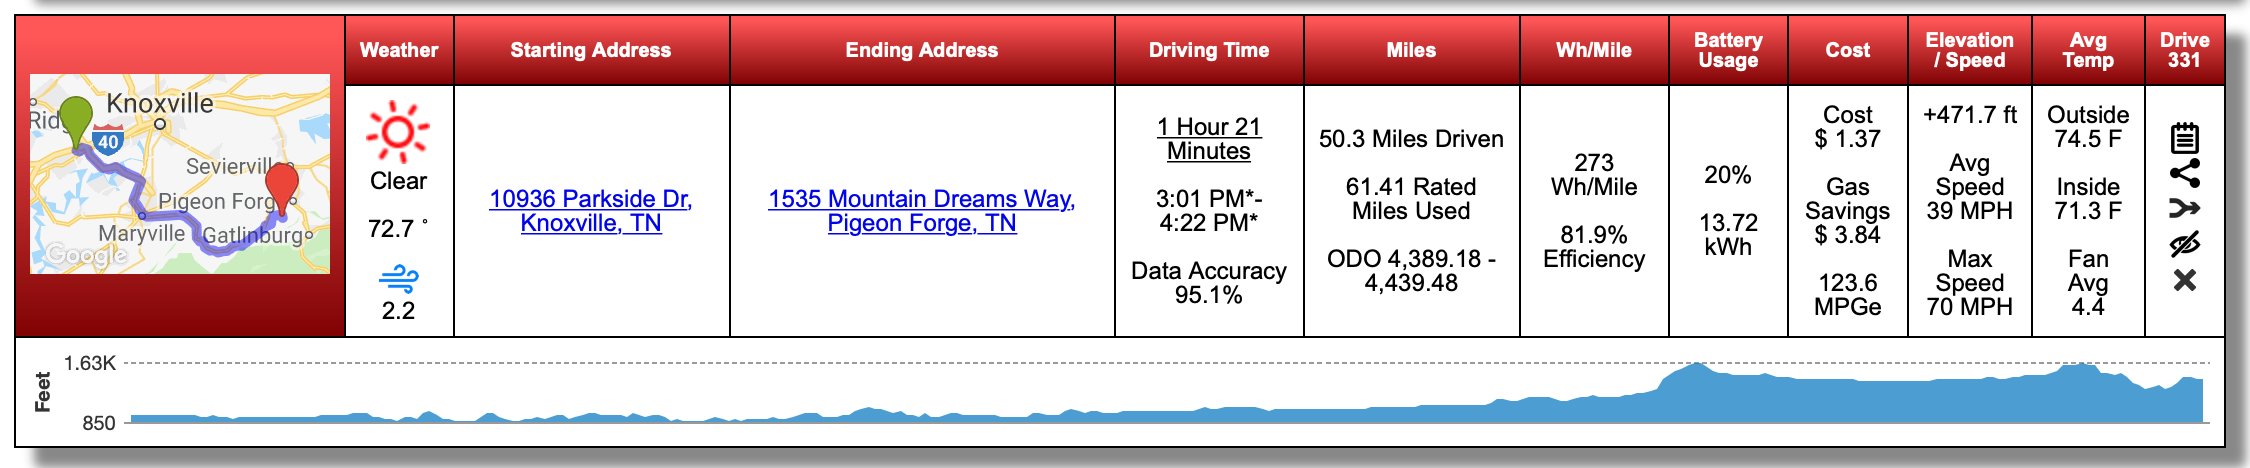 Weather
Starting Address
Ending Address
Driving Time
Miles
Wh/Mile
Battery
Usage
Cost
Elevation
/ Speed
Avg
Temp
Drive
331
Knoxville
Ridg
40
Sevierville
Pigeon Forg
Maryville
Gatlinburg
Google
Clear
72.7 °
2.2
10936 Parkside Dr,
Knoxville, TN
1535 Mountain Dreams Way,
Pigeon Forge, TN
1 Hour 21
Minutes
3:01 PM*-
4:22 PM*
Data Accuracy
95.1%
50.3 Miles Driven
61.41 Rated
Miles Used
ODO 4,389.18 -
4,439.48
273
Wh/Mile
81.9%
Efficiency
20%
13.72
kWh
Cost
$ 1.37
Gas
Savings
$ 3.84
123.6
MPGe
+471.7 ft
Avg
Speed
39 MPH
Max
Speed
70 MPH
Outside
74.5 F
Inside
71.3 F
Fan
Avg
4.4
Feet
1.63K
850